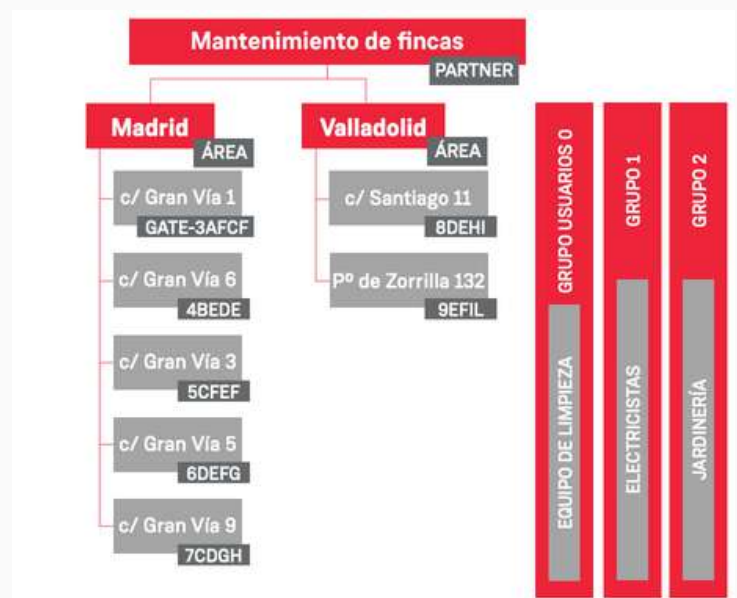 Mantenimiento de fincas
PARTNER
Madrid
ÁREA
c/ Gran Vía 1
GATE-3AFCF
c/ Gran Vía 6
4BEDE
c/ Gran Vía 3
5CFEF
c/ Gran Vía 5
6DEFG
c/ Gran Vía 9
7CDGH
Valladolid
ÁREA
c/ Santiago 11
8DEHI
Pº de Zorrilla 132
9EFIL
GRUPO USUARIOS 0
EQUIPO DE LIMPIEZA
GRUPO 1
ELECTRICISTAS
GRUPO 2
JARDINERÍA